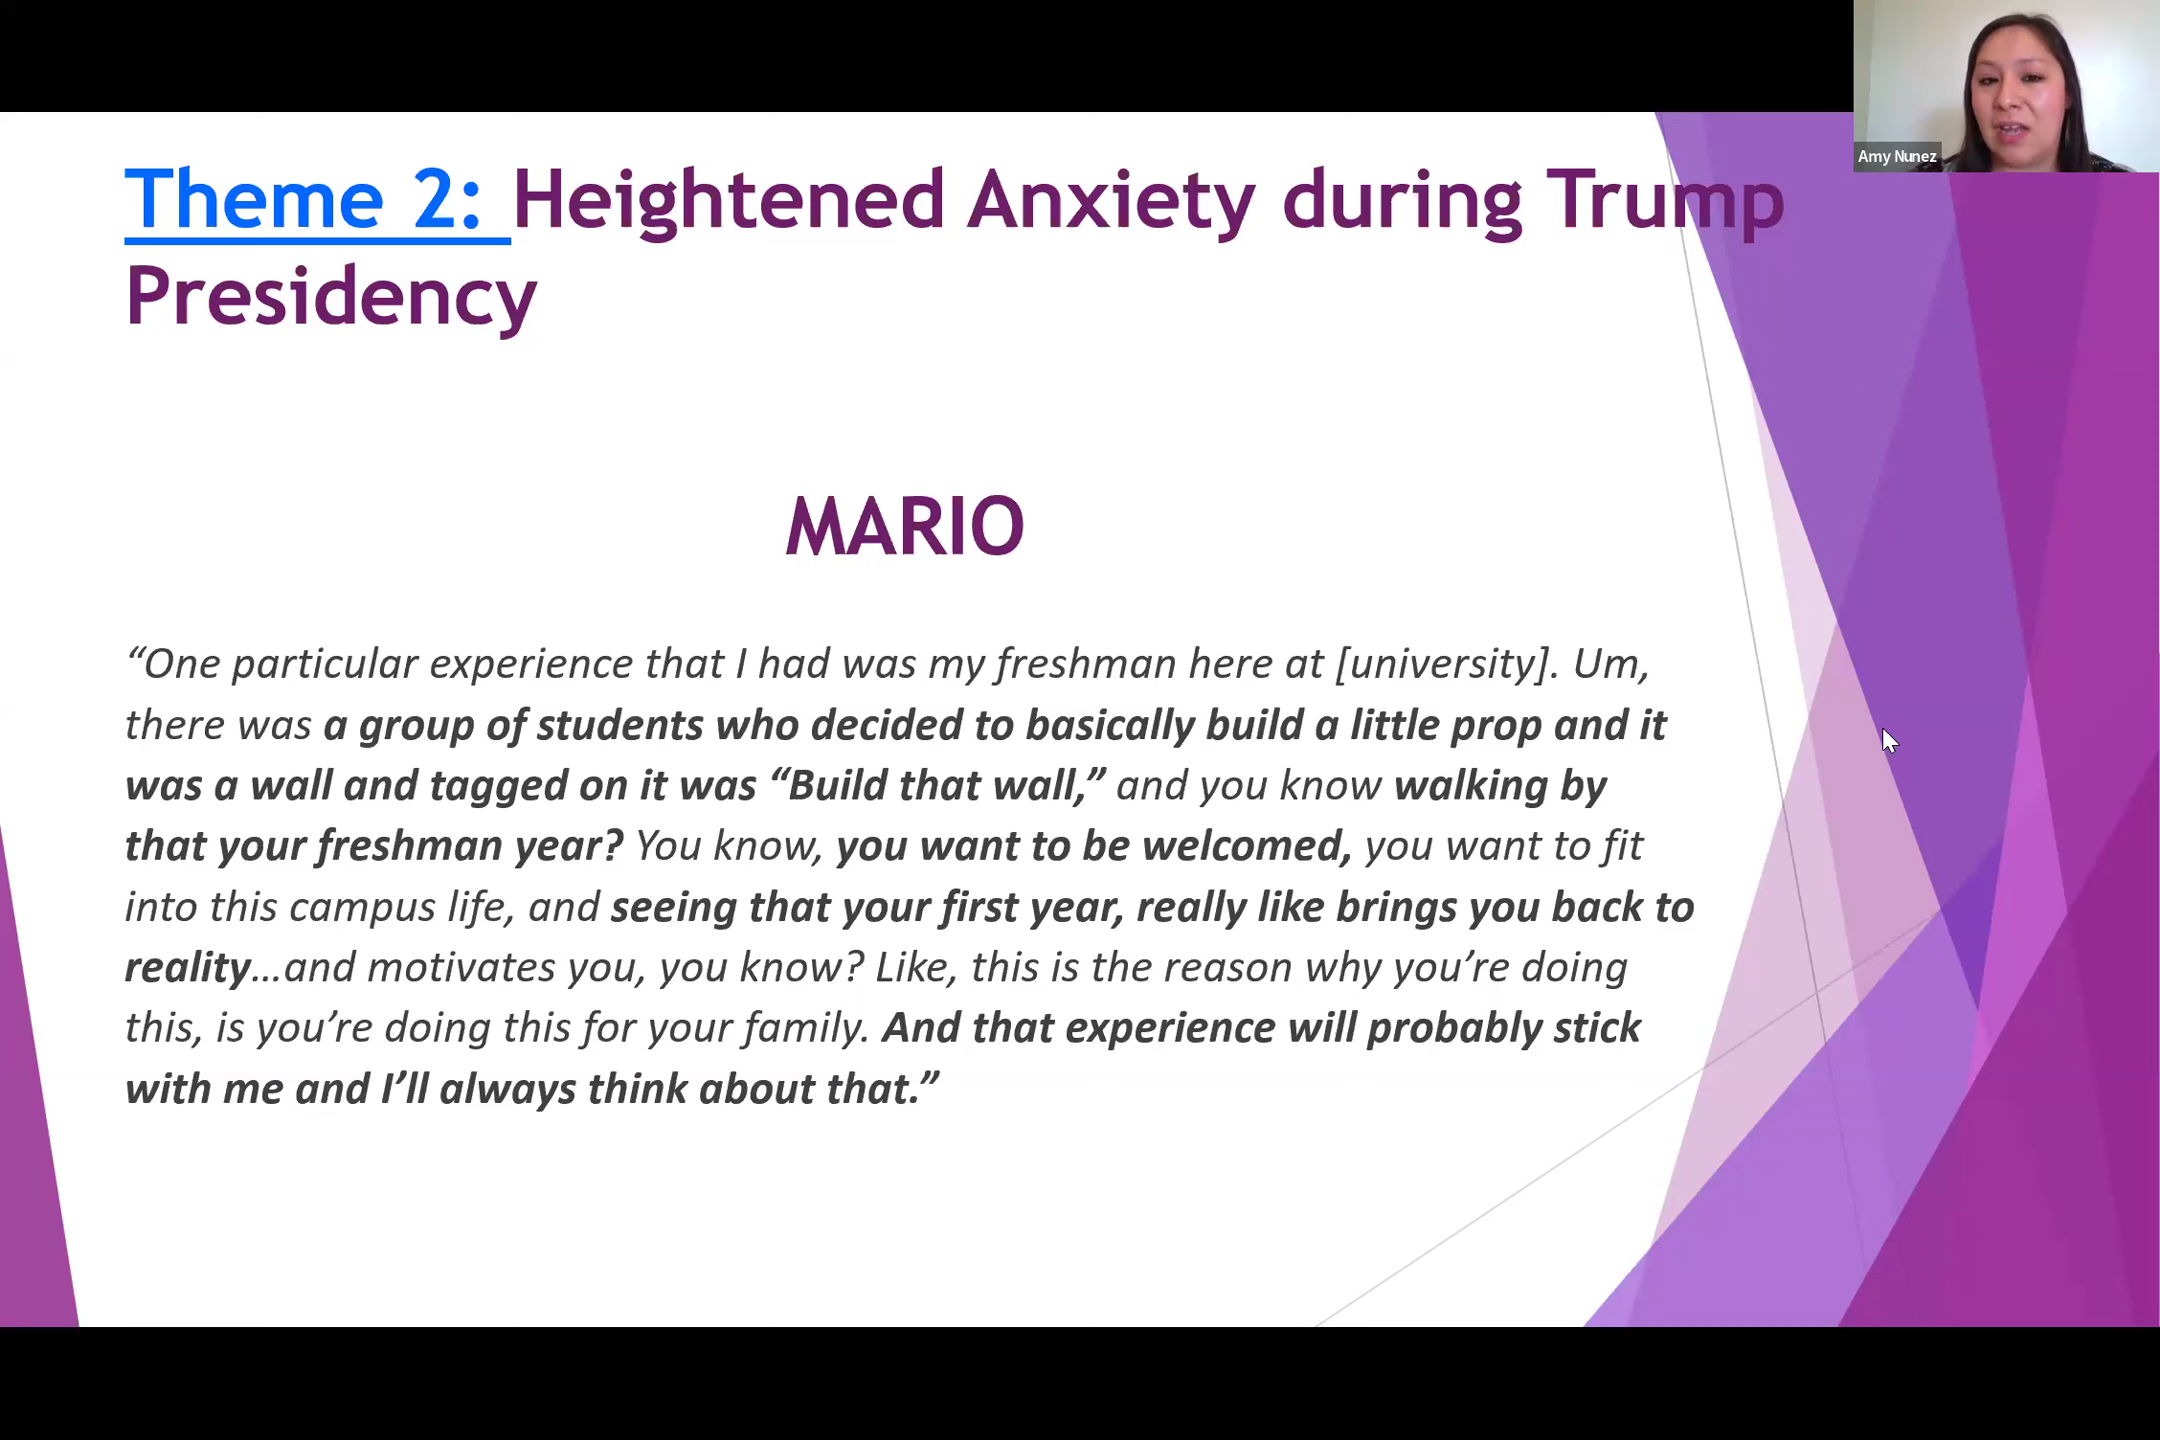 Amy Nunez
Theme 2: Heightened Anxiety during Trump
Presidency
MARIO
“One particular experience that I had was my freshman here at [university]. Um,
there was a group of students who decided to basically build a little prop and it
was a wall and tagged on it was “Build that wall,” and you know walking by
that your freshman year? You know, you want to be welcomed, you want to fit
into this campus life, and seeing that your first year, really like brings you back to
reality…and motivates you, you know? Like, this is the reason why you’re doing
this, is you’re doing this for your family. And that experience will probably stick
with me and I’ll always think about that.”